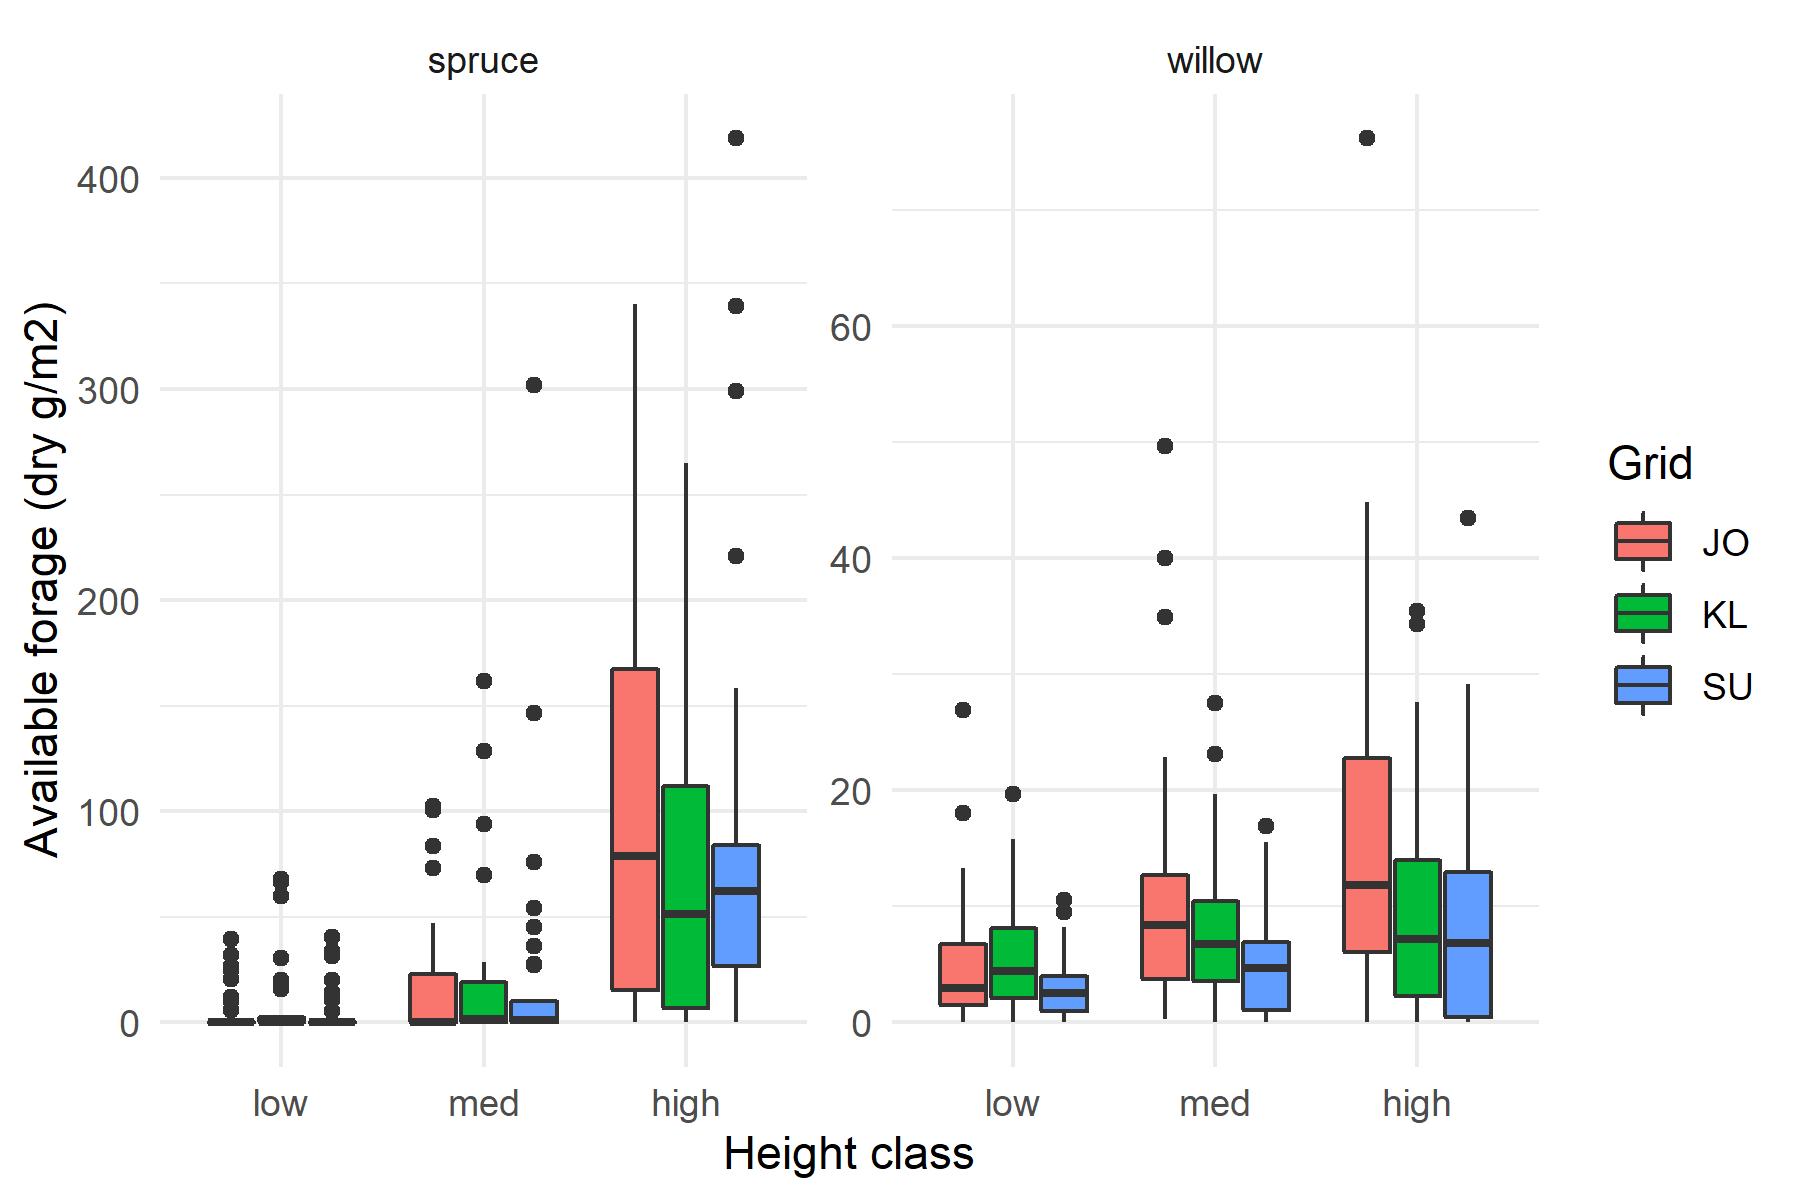 spruce
willow
Available forage (dry g/m2)
400
300
200
100
0
60
40
20
0
low
med
high
low
med
high
Height class
Grid
JO
KL
SU